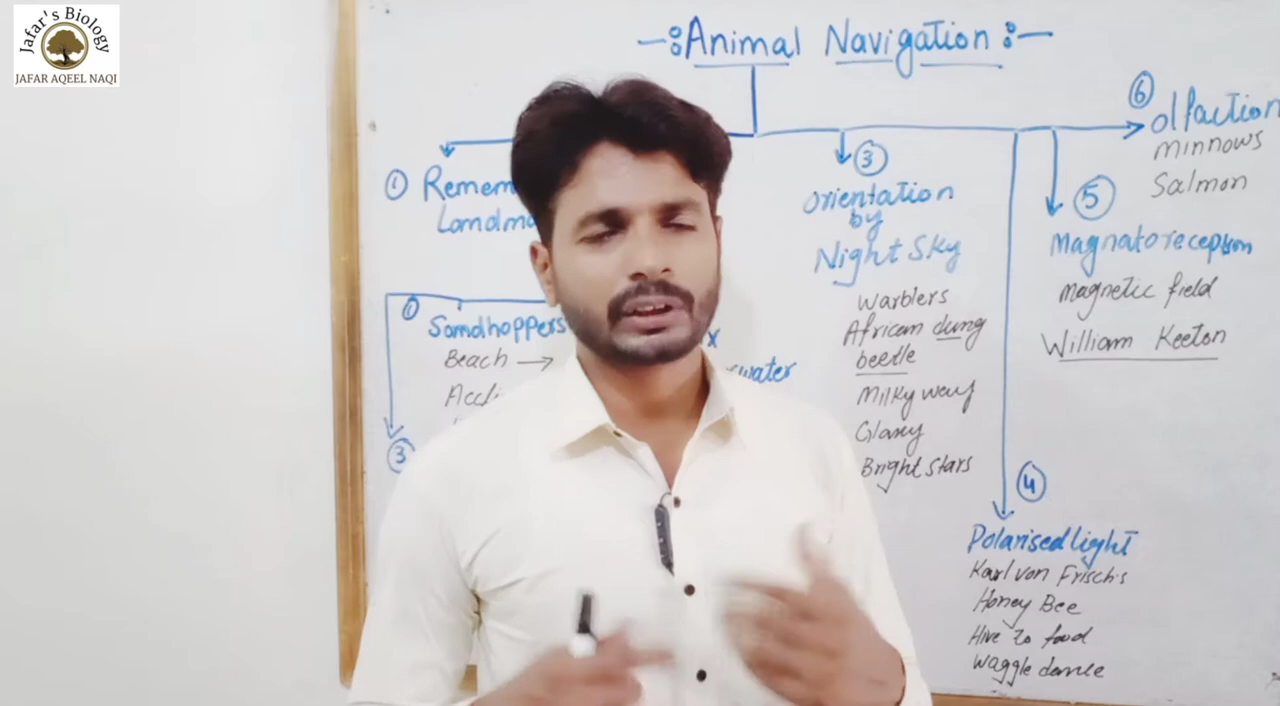 Jafar's Biology
JAFAR AQEEL NAQI
Animal Navigation
① Remem
Landma
① Sandhoppers
Beach →
Accli
③
x
water
③
Orientation
by
Night Sky
Warblers
African dung
beetle
Milky way
Glaxy
Bright stars
④
Polarised light
Karl von Frisch's
Honey Bee
Hive to food
Waggle dance
⑤
Magnatoreception
Magnetic field
William Keeton
⑥
Olfaction
Minnows
Salmon